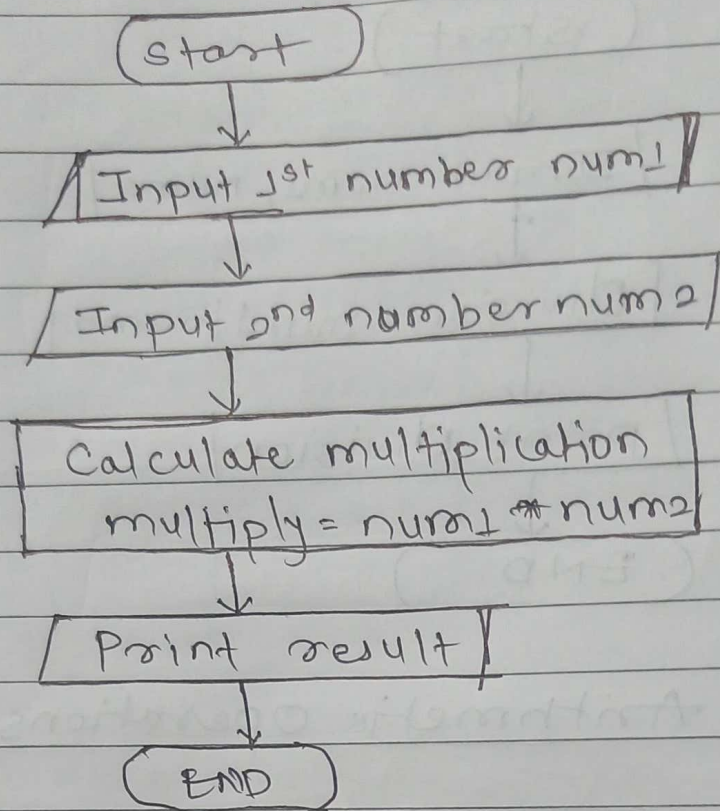 Start
Input 1st number num1
Input 2nd number num2
Calculate multiplication
multiply = num1 * num2
Print result
END